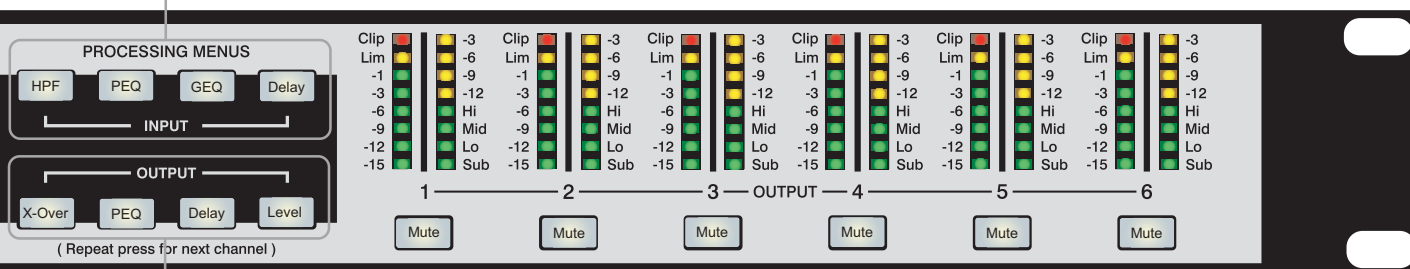 PROCESSING MENUS
HPF PEQ GEQ Delay
INPUT
OUTPUT
X-Over PEQ Delay Level
( Repeat press for next channel )
Clip -3 Clip -3 Clip -3 Clip -3 Clip -3 Clip -3
Lim -6 Lim -6 Lim -6 Lim -6 Lim -6 Lim -6
-1 -9 -1 -9 -1 -9 -1 -9 -1 -9 -1 -9
-3 -12 -3 -12 -3 -12 -3 -12 -3 -12 -3 -12
-6 Hi -6 Hi -6 Hi -6 Hi -6 Hi -6 Hi
-9 Mid -9 Mid -9 Mid -9 Mid -9 Mid -9 Mid
-12 Lo -12 Lo -12 Lo -12 Lo -12 Lo -12 Lo
-15 Sub -15 Sub -15 Sub -15 Sub -15 Sub -15 Sub
1 2 3 OUTPUT 4 5 6
Mute Mute Mute Mute Mute Mute